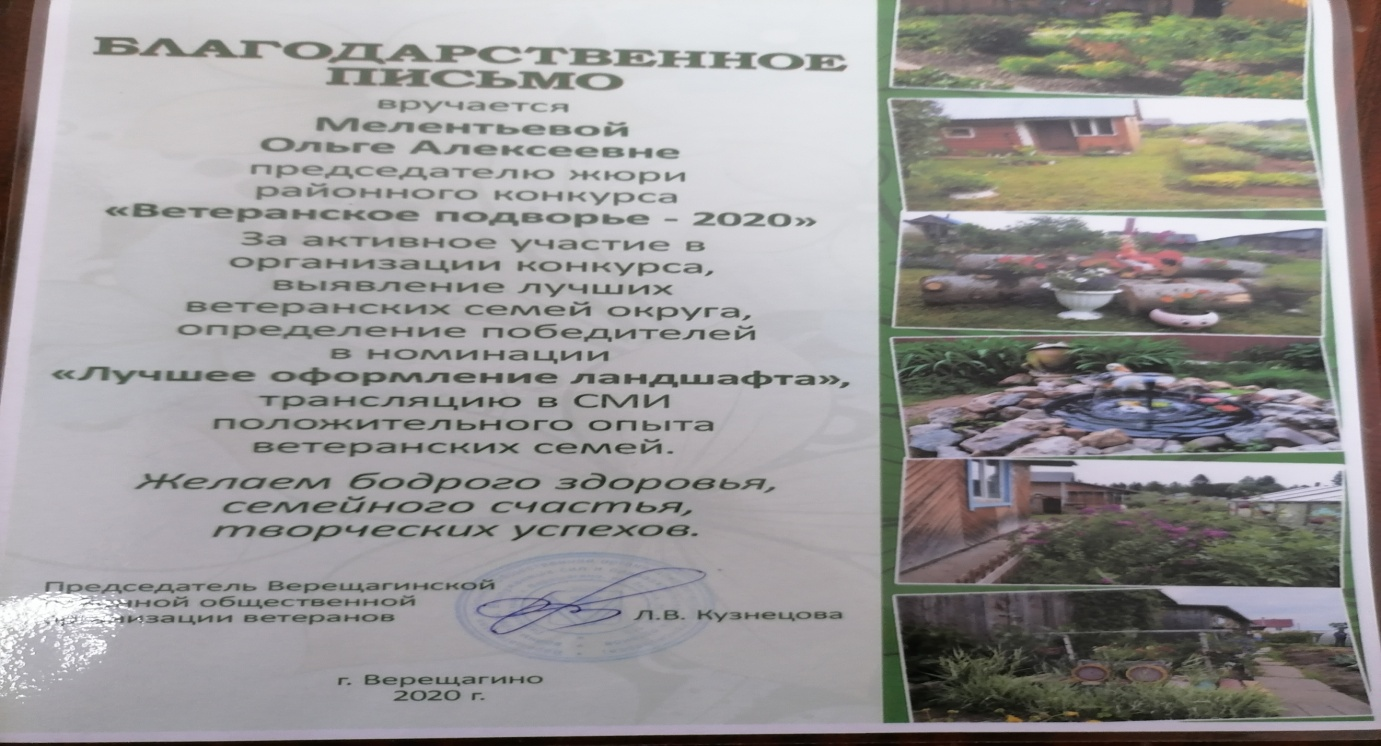 БЛАГОДАРСТВЕННОЕ
ПИСЬМО
вручается
Мелентьевой
Ольге Алексеевне
председателю жюри
районного конкурса
«Ветеранское подворье - 2020»
За активное участие в
организации конкурса,
выявление лучших
ветеранских семей округа,
определение победителей
в номинации
«Лучшее оформление ландшафта»,
трансляцию в СМИ
положительного опыта
ветеранских семей.
Желаем бодрого здоровья,
семейного счастья,
творческих успехов.
Председатель Верещагинской
общественной
организации ветеранов
Л.В. Кузнецова
г. Верещагино
2020 г.